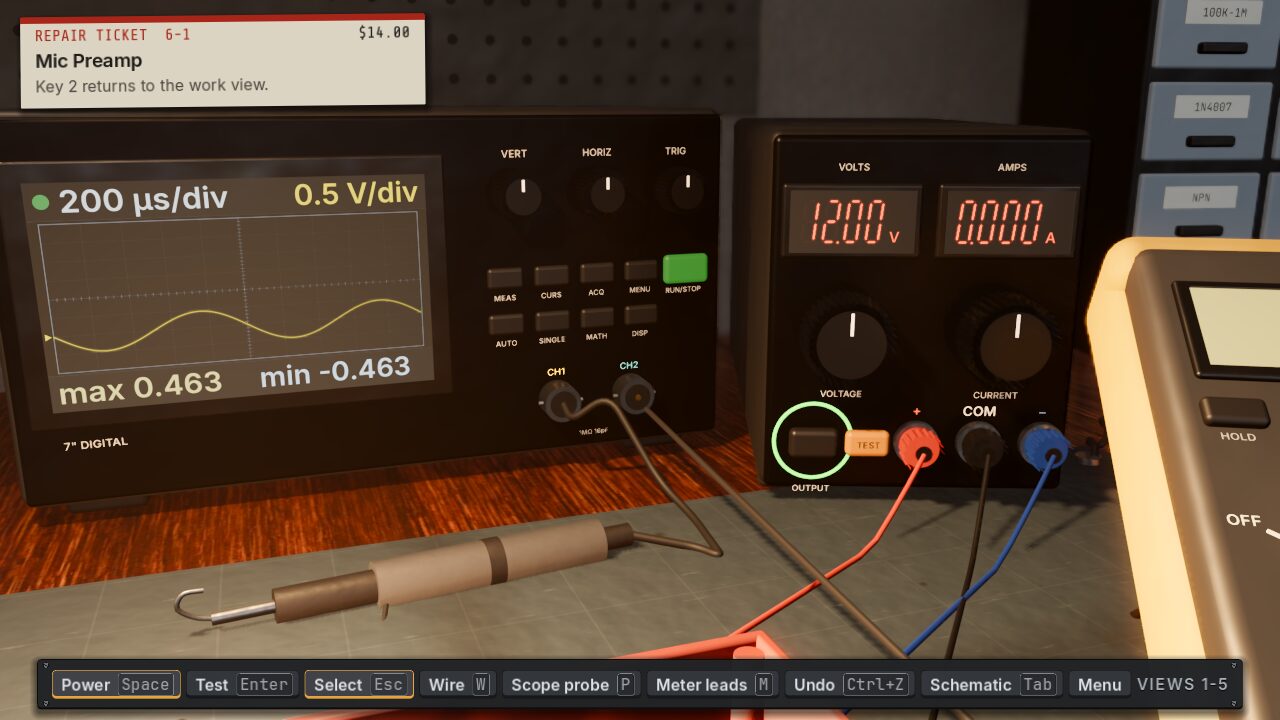 REPAIR TICKET 6-1 $14.00
Mic Preamp
Key 2 returns to the work view.
200 µs/div 0.5 V/div
max 0.463 min -0.463
7" DIGITAL
VERT HORIZ TRIG
MEAS CURS ACQ MENU RUN/STOP
AUTO SINGLE MATH DISP
CH1 CH2
1MΩ 16pF
VOLTS AMPS
12.00 V 0.000 A
VOLTAGE CURRENT
+ COM −
TEST
OUTPUT
100K-1M
1N4007
NPN
HOLD
OFF
Power Space Test Enter Select Esc Wire W Scope probe P Meter leads M Undo Ctrl+Z Schematic Tab Menu VIEWS 1-5